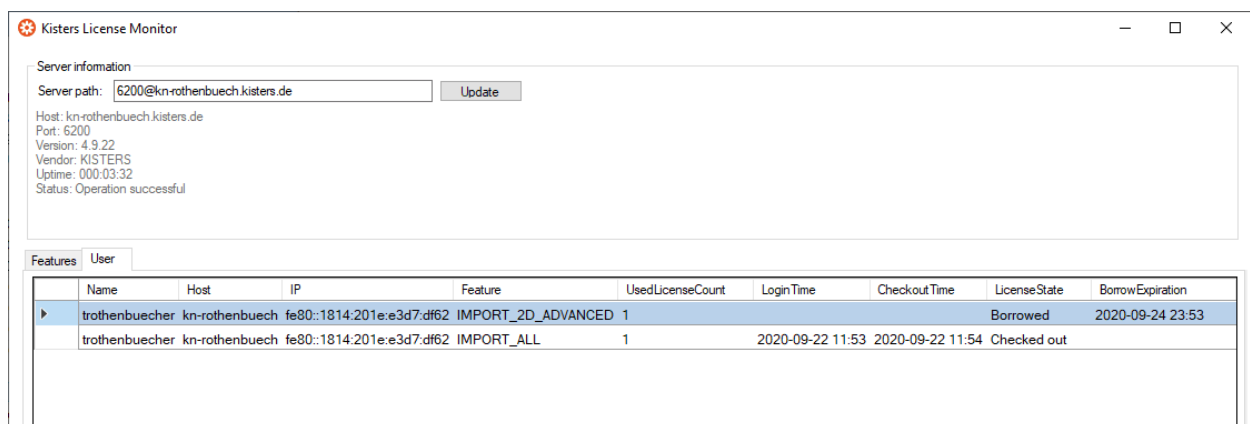 Kisters License Monitor
Server information
Server path: 6200@kn-rothenbuech.kisters.de Update
Host: kn-rothenbuech.kisters.de
Port: 6200
Version: 4.9.22
Vendor: KISTERS
Uptime: 000:03:32
Status: Operation successful
Features User
Name Host IP Feature UsedLicenseCount LoginTime CheckoutTime LicenseState BorrowExpiration
trothenbuecher kn-rothenbuech fe80::1814:201e:e3d7:df62 IMPORT_2D_ADVANCED 1 Borrowed 2020-09-24 23:53
trothenbuecher kn-rothenbuech fe80::1814:201e:e3d7:df62 IMPORT_ALL 1 2020-09-22 11:53 2020-09-22 11:54 Checked out